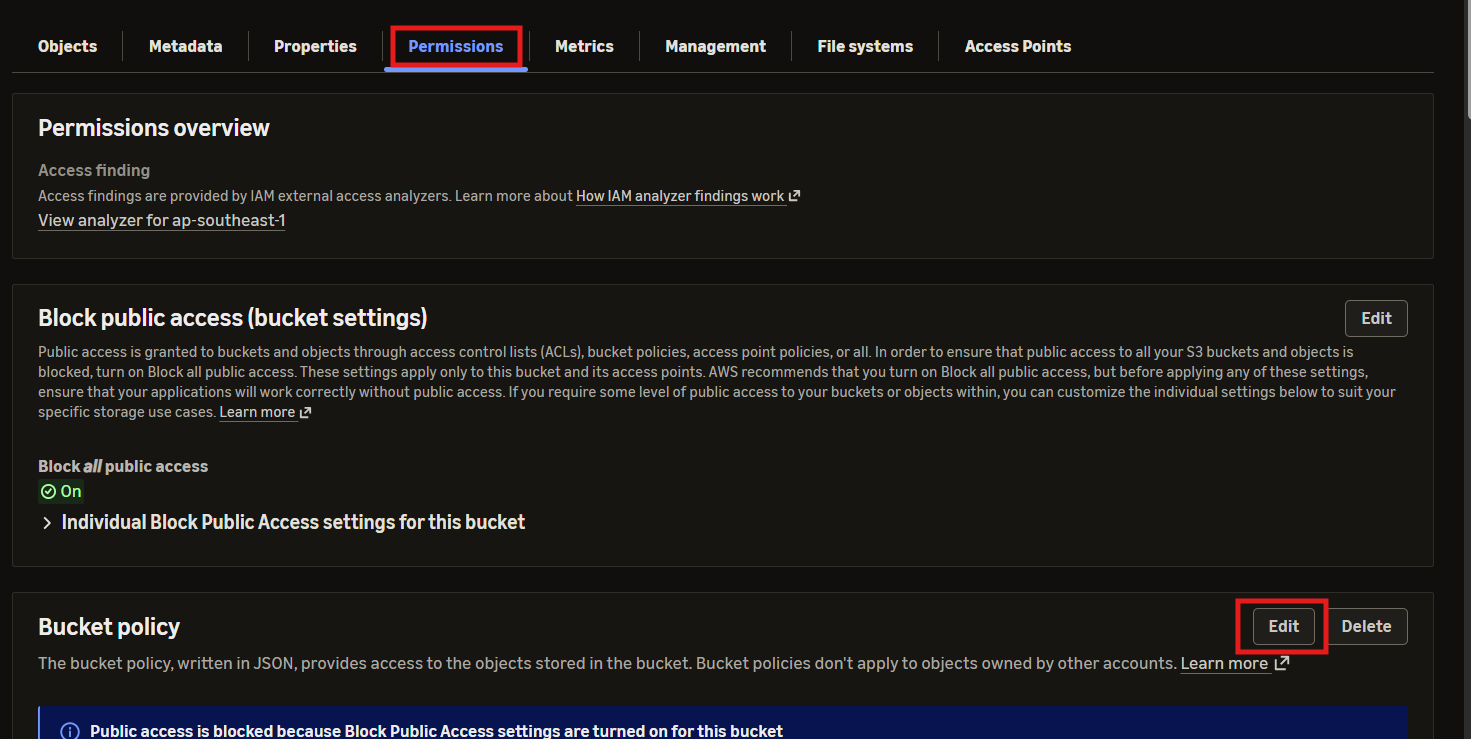 Objects Metadata Properties Permissions Metrics Management File systems Access Points
Permissions overview
Access finding
Access findings are provided by IAM external access analyzers. Learn more about How IAM analyzer findings work
View analyzer for ap-southeast-1
Block public access (bucket settings)
Edit
Public access is granted to buckets and objects through access control lists (ACLs), bucket policies, access point policies, or all. In order to ensure that public access to all your S3 buckets and objects is
blocked, turn on Block all public access. These settings apply only to this bucket and its access points. AWS recommends that you turn on Block all public access, but before applying any of these settings,
ensure that your applications will work correctly without public access. If you require some level of public access to your buckets or objects within, you can customize the individual settings below to suit your
specific storage use cases. Learn more
Block all public access
On
Individual Block Public Access settings for this bucket
Bucket policy
Edit Delete
The bucket policy, written in JSON, provides access to the objects stored in the bucket. Bucket policies don't apply to objects owned by other accounts. Learn more
Public access is blocked because Block Public Access settings are turned on for this bucket